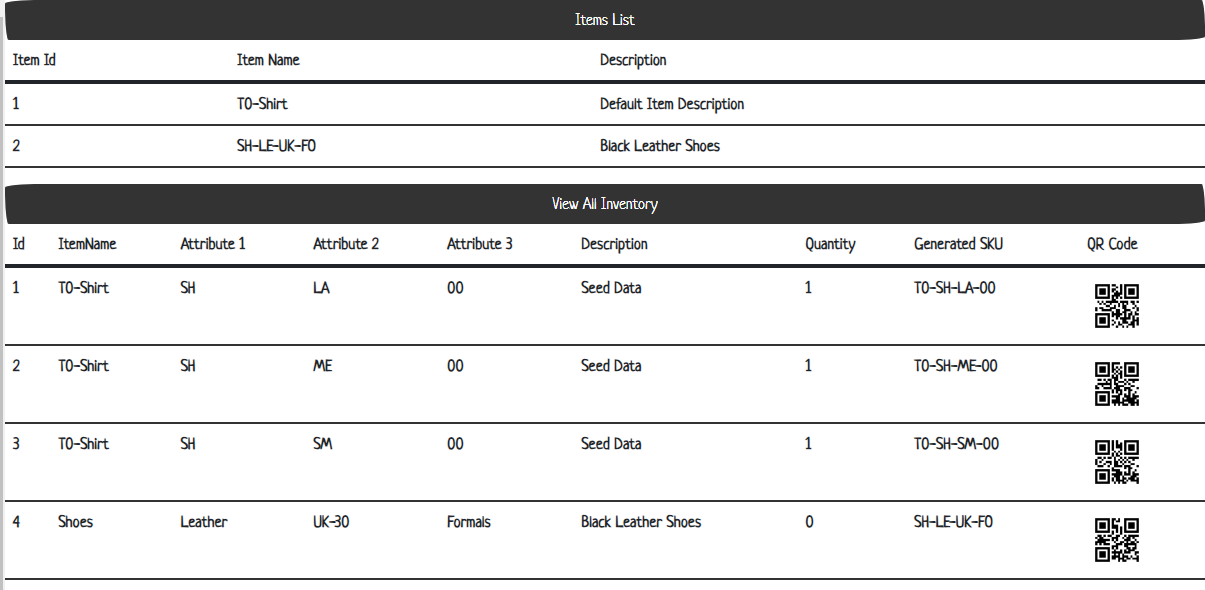 Items List
Item Id Item Name Description
1 T0-Shirt Default Item Description
2 SH-LE-UK-FO Black Leather Shoes
View All Inventory
Id ItemName Attribute 1 Attribute 2 Attribute 3 Description Quantity Generated SKU QR Code
1 T0-Shirt SH LA 00 Seed Data 1 T0-SH-LA-00
2 T0-Shirt SH ME 00 Seed Data 1 T0-SH-ME-00
3 T0-Shirt SH SM 00 Seed Data 1 T0-SH-SM-00
4 Shoes Leather UK-30 Formals Black Leather Shoes 0 SH-LE-UK-FO